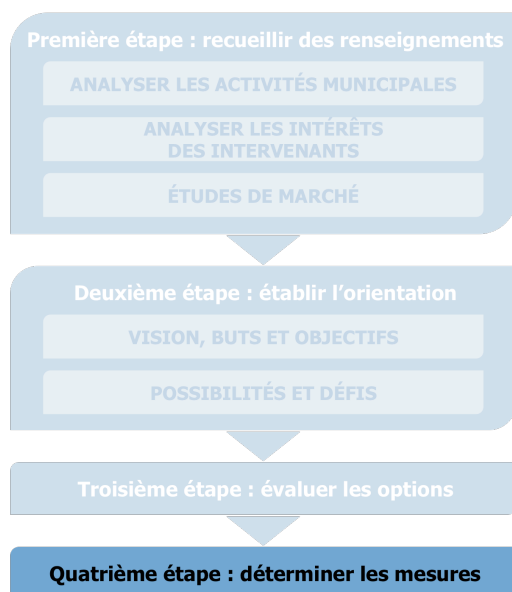 Première étape : recueillir des renseignements
ANALYSER LES ACTIVITÉS MUNICIPALES
ANALYSER LES INTÉRÊTS
DES INTERVENANTS
ÉTUDES DE MARCHÉ
Deuxième étape : établir l’orientation
VISION, BUTS ET OBJECTIFS
POSSIBILITÉS ET DÉFIS
Troisième étape : évaluer les options
Quatrième étape : déterminer les mesures